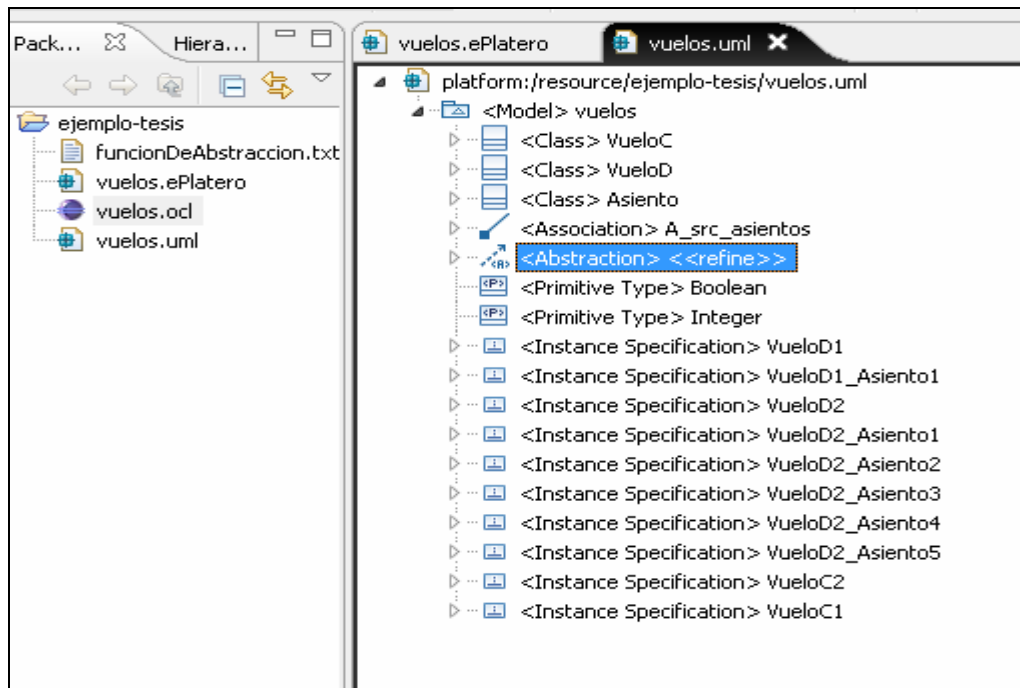 Pack...
Hiera...
ejemplo-tesis
funcionDeAbstraccion.txt
vuelos.ePlatero
vuelos.ocl
vuelos.uml
vuelos.ePlatero
vuelos.uml
platform:/resource/ejemplo-tesis/vuelos.uml
<Model> vuelos
<Class> VueloC
<Class> VueloD
<Class> Asiento
<Association> A_src_asientos
<A> <Abstraction> <<refine>>
<P> <Primitive Type> Boolean
<P> <Primitive Type> Integer
<Instance Specification> VueloD1
<Instance Specification> VueloD1_Asiento1
<Instance Specification> VueloD2
<Instance Specification> VueloD2_Asiento1
<Instance Specification> VueloD2_Asiento2
<Instance Specification> VueloD2_Asiento3
<Instance Specification> VueloD2_Asiento4
<Instance Specification> VueloD2_Asiento5
<Instance Specification> VueloC2
<Instance Specification> VueloC1